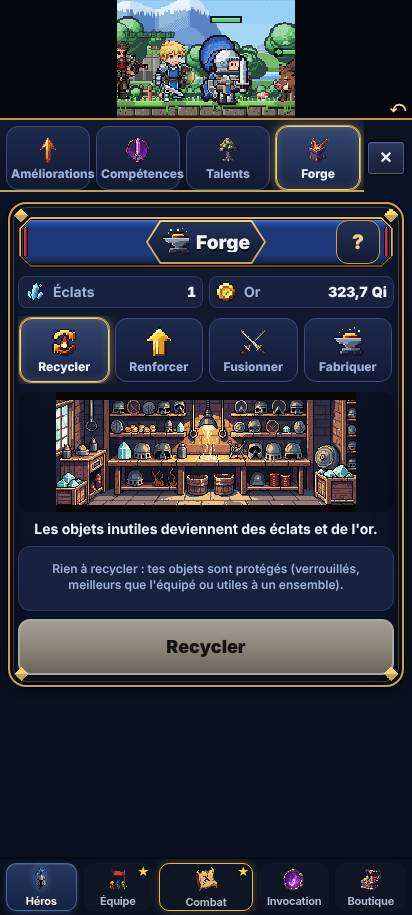 Améliorations
Compétences
Talents
Forge
×
Forge
?
Éclats
1
Or
323,7 Qi
Recycler
Renforcer
Fusionner
Fabriquer
Les objets inutiles deviennent des éclats et de l'or.
Rien à recycler : tes objets sont protégés (verrouillés,
meilleurs que l'équipé ou utiles à un ensemble).
Recycler
Héros
Équipe
Combat
Invocation
Boutique